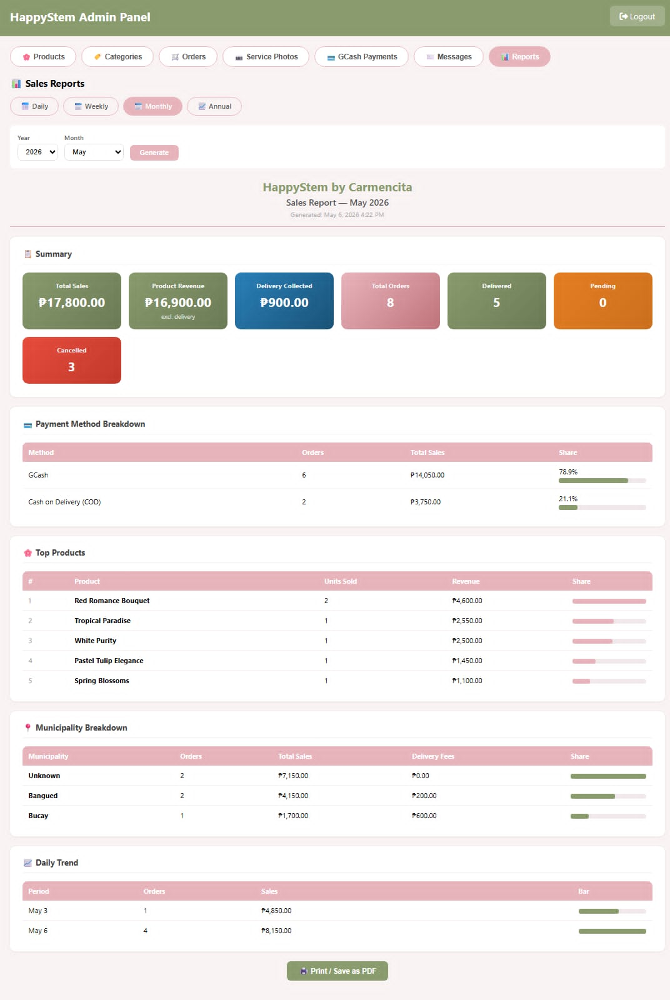 HappyStem Admin Panel
Logout
Products Categories Orders Service Photos GCash Payments Messages Reports
Sales Reports
Daily Weekly Monthly Annual
Year Month
2026 May Generate
HappyStem by Carmencita
Sales Report — May 2026
Generated: May 6, 2026 4:22 PM
Summary
Total Sales
₱17,800.00
Product Revenue
₱16,900.00
excl. delivery
Delivery Collected
₱900.00
Total Orders
8
Delivered
5
Pending
0
Cancelled
3
Payment Method Breakdown
Method Orders Total Sales Share
GCash 6 ₱14,050.00 78.9%
Cash on Delivery (COD) 2 ₱3,750.00 21.1%
Top Products
# Product Units Sold Revenue Share
1 Red Romance Bouquet 2 ₱4,600.00
2 Tropical Paradise 1 ₱2,550.00
3 White Purity 1 ₱2,500.00
4 Pastel Tulip Elegance 1 ₱1,450.00
5 Spring Blossoms 1 ₱1,100.00
Municipality Breakdown
Municipality Orders Total Sales Delivery Fees Share
Unknown 2 ₱7,150.00 ₱0.00
Bangued 2 ₱4,150.00 ₱200.00
Bucay 1 ₱1,700.00 ₱600.00
Daily Trend
Period Orders Sales Bar
May 3 1 ₱4,850.00
May 6 4 ₱8,150.00
Print / Save as PDF